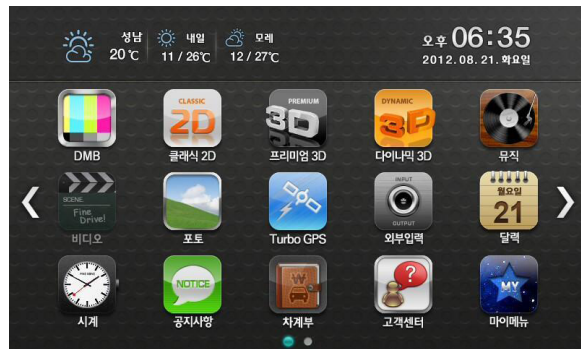 성남
20℃
내일
11 / 26℃
모레
12 / 27℃
오후 06:35
2012. 08. 21. 화요일
DMB
CLASSIC
2D
클래식 2D
PREMIUM
3D
프리미엄 3D
DYNAMIC
3D
다이나믹 3D
뮤직
SCENE
Fine
Drive!
비디오
포토
Turbo GPS
INPUT
OUTPUT
외부입력
월요일
21
달력
시계
NOTICE
공지사항
W
차계부
?
고객센터
MY
마이메뉴